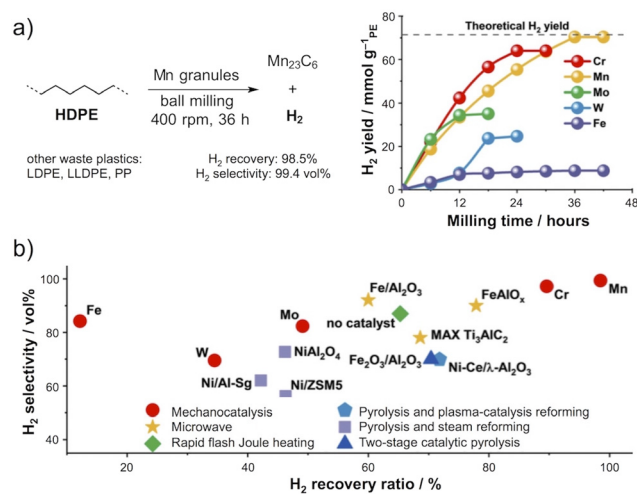 a)
HDPE
Mn granules
ball milling
400 rpm, 36 h
Mn₂₃C₆
+
H₂
other waste plastics:
LDPE, LLDPE, PP
H₂ recovery: 98.5%
H₂ selectivity: 99.4 vol%
H₂ yield / mmol g⁻¹PE
80
60
40
20
0
Theoretical H₂ yield
Cr
Mn
Mo
W
Fe
0 6 12 18 24 30 36 42 48
Milling time / hours
b)
H₂ selectivity / vol%
100
80
60
40
Fe
W
Mo
Ni/Al-Sg
NiAl₂O₄
Ni/ZSM5
Fe/Al₂O₃
no catalyst
Fe₂O₃/Al₂O₃
FeAlOₓ
MAX Ti₃AlC₂
Ni-Ce/λ-Al₂O₃
Cr
Mn
Mechanocatalysis
Microwave
Rapid flash Joule heating
Pyrolysis and plasma-catalysis reforming
Pyrolysis and steam reforming
Two-stage catalytic pyrolysis
20 40 60 80 100
H₂ recovery ratio / %